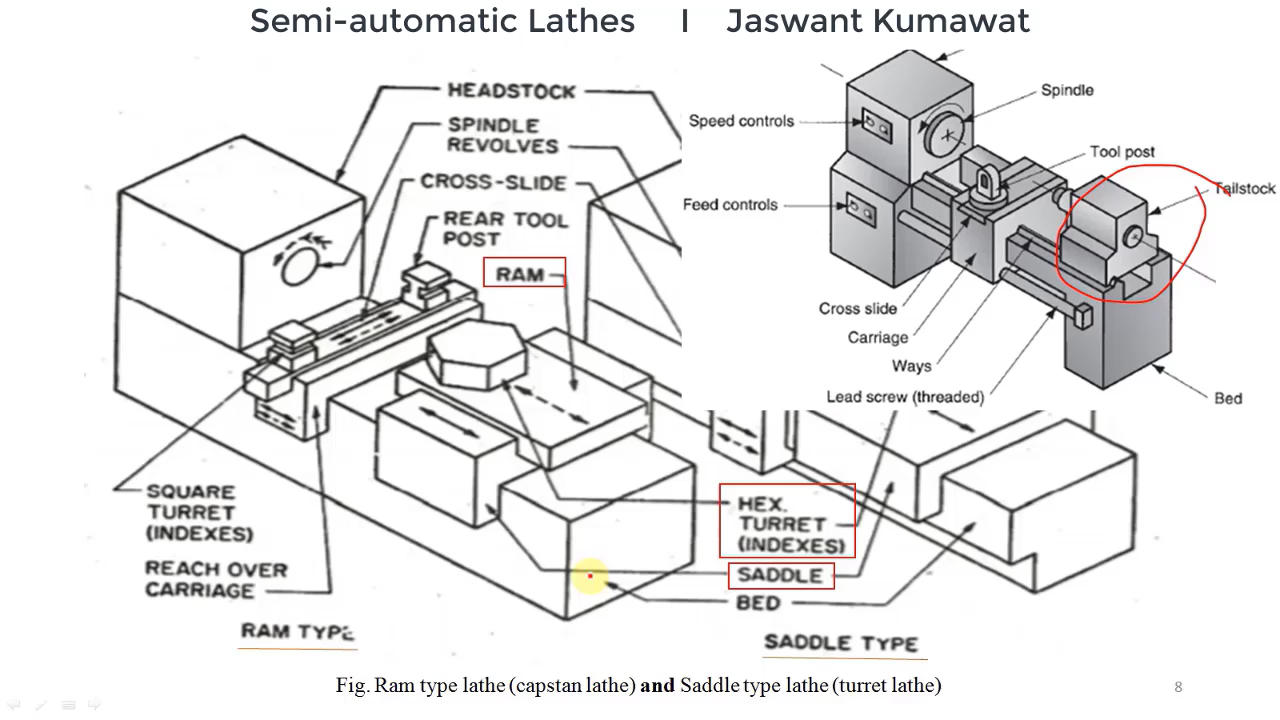 Semi-automatic Lathes I Jaswant Kumawat
HEADSTOCK
SPINDLE
REVOLVES
CROSS-SLIDE
REAR TOOL
POST
RAM
SQUARE
TURRET
(INDEXES)
REACH OVER
CARRIAGE
RAM TYPE
HEX.
TURRET
(INDEXES)
SADDLE
BED
SADDLE TYPE
Spindle
Speed controls
Tool post
Tailstock
Feed controls
Cross slide
Carriage
Ways
Lead screw (threaded)
Bed
Fig. Ram type lathe (capstan lathe) and Saddle type lathe (turret lathe)
8